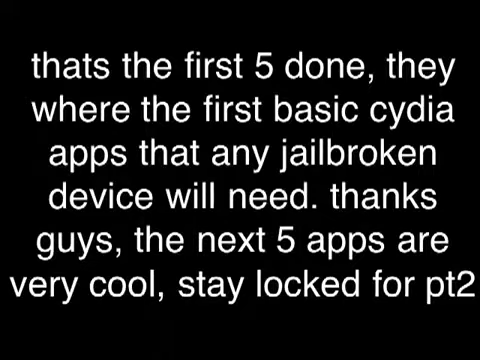 thats the first 5 done, they
where the first basic cydia
apps that any jailbroken
device will need. thanks
guys, the next 5 apps are
very cool, stay locked for pt2